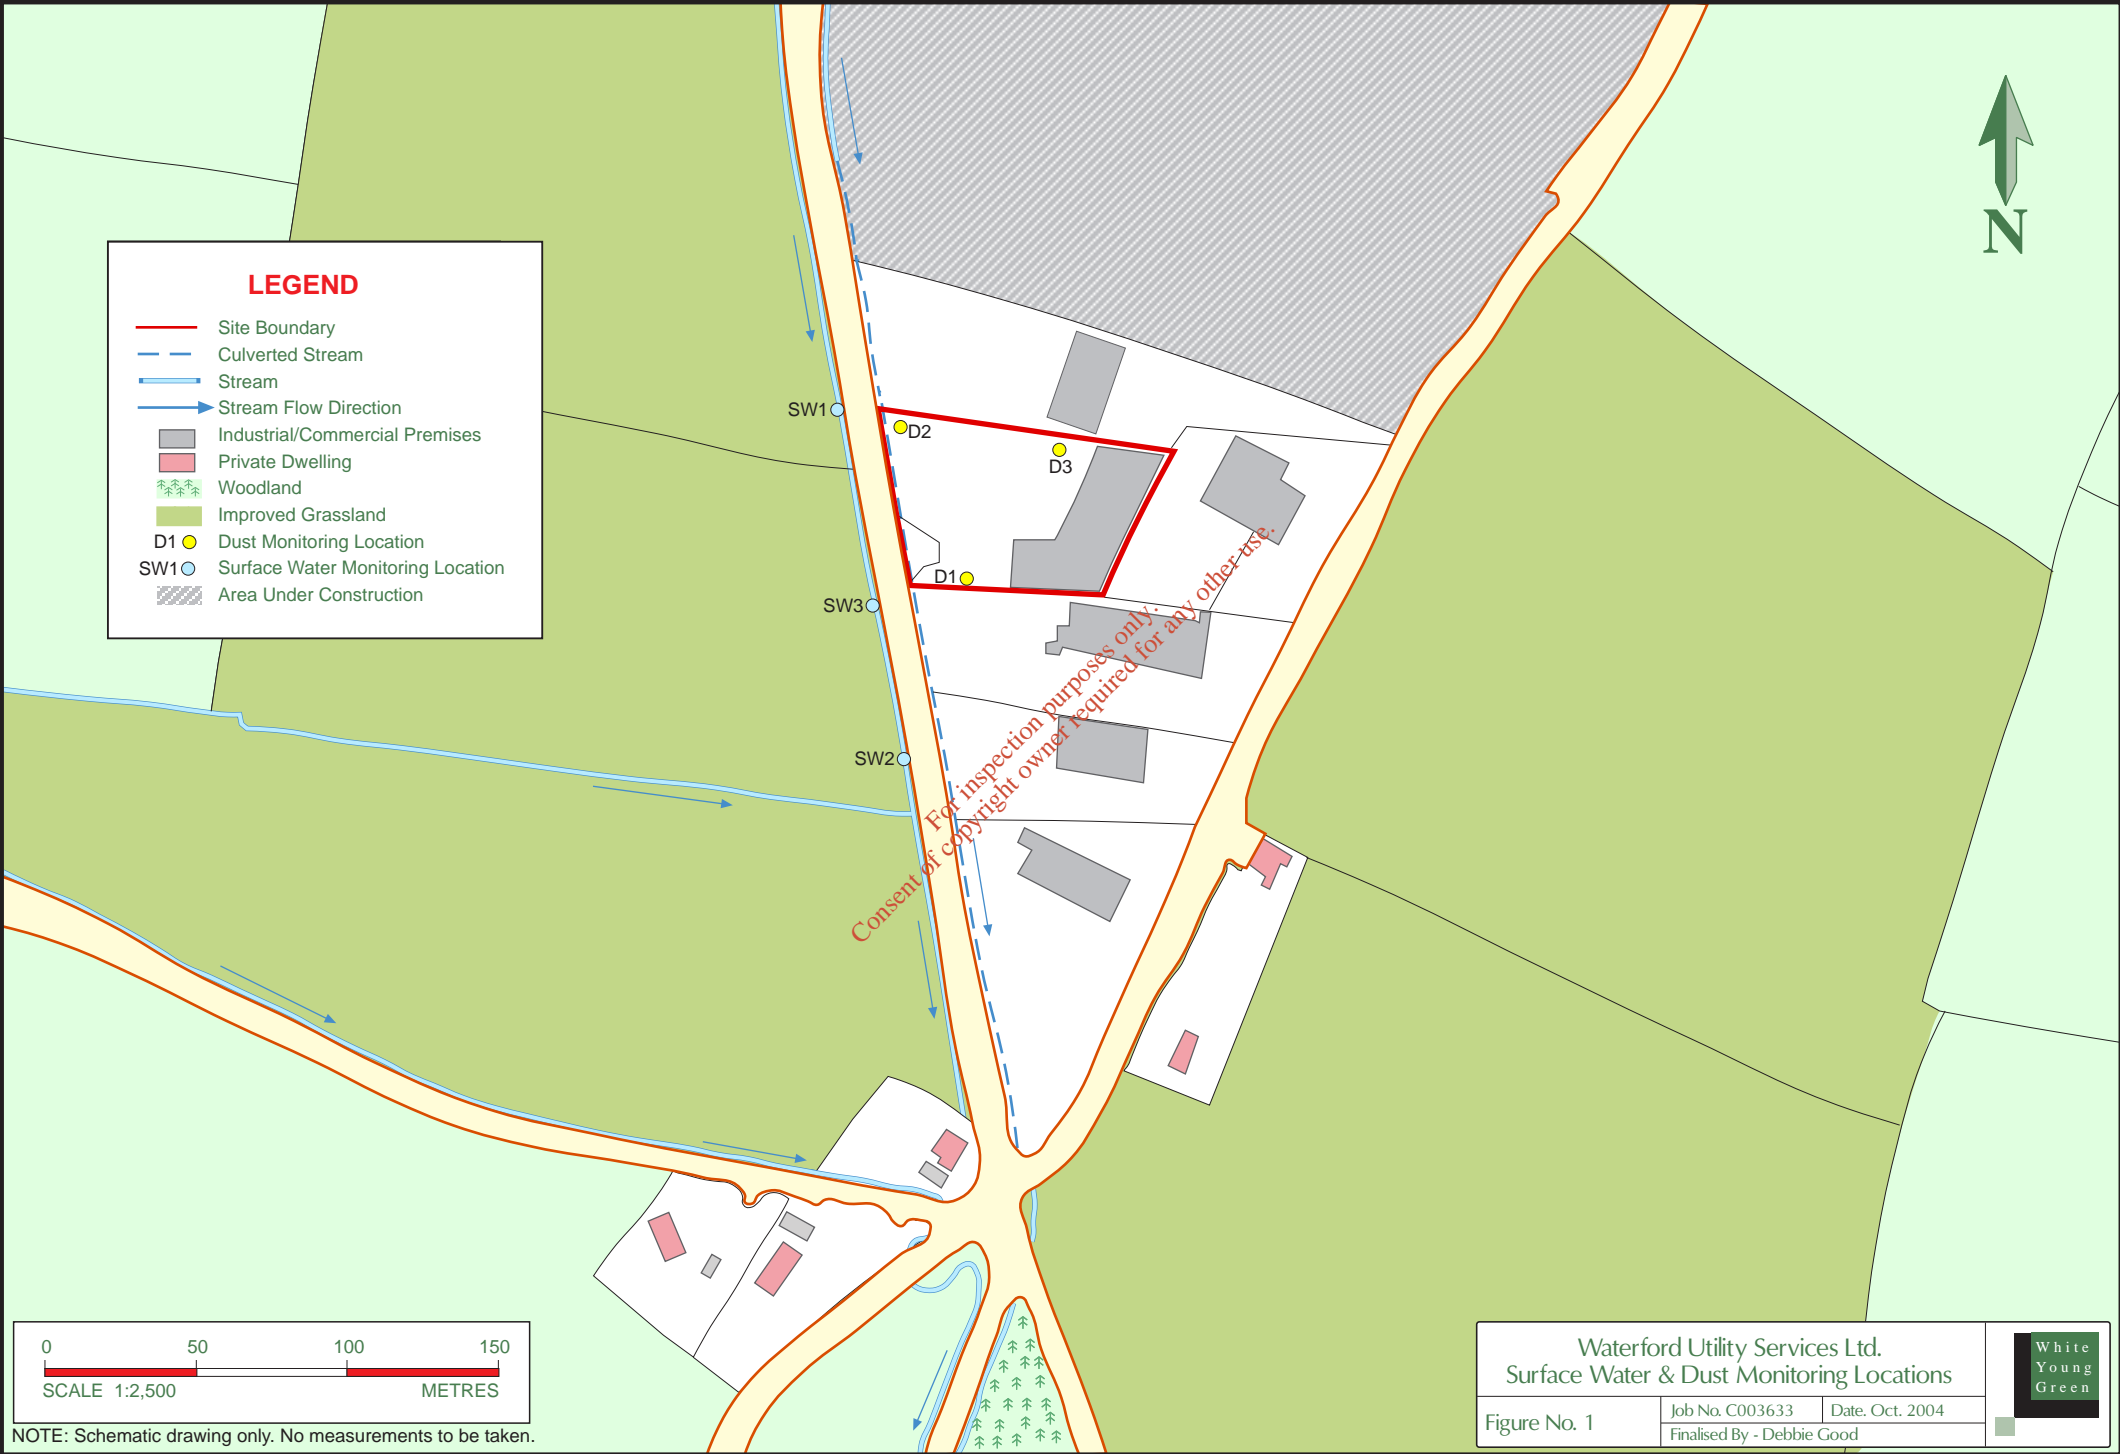 N
LEGEND
Site Boundary
Culverted Stream
Stream
Stream Flow Direction
Industrial/Commercial Premises
Private Dwelling
Woodland
Improved Grassland
D1 Dust Monitoring Location
SW1 Surface Water Monitoring Location
Area Under Construction
SW1
D2
D3
D1
SW3
SW2
For inspection purposes only.
Consent of copyright owner required for any other use.
0 50 100 150
SCALE 1:2,500 METRES
NOTE: Schematic drawing only. No measurements to be taken.
Waterford Utility Services Ltd.
Surface Water & Dust Monitoring Locations
Figure No. 1
Job No. C003633
Date. Oct. 2004
Finalised By - Debbie Good
White
Young
Green